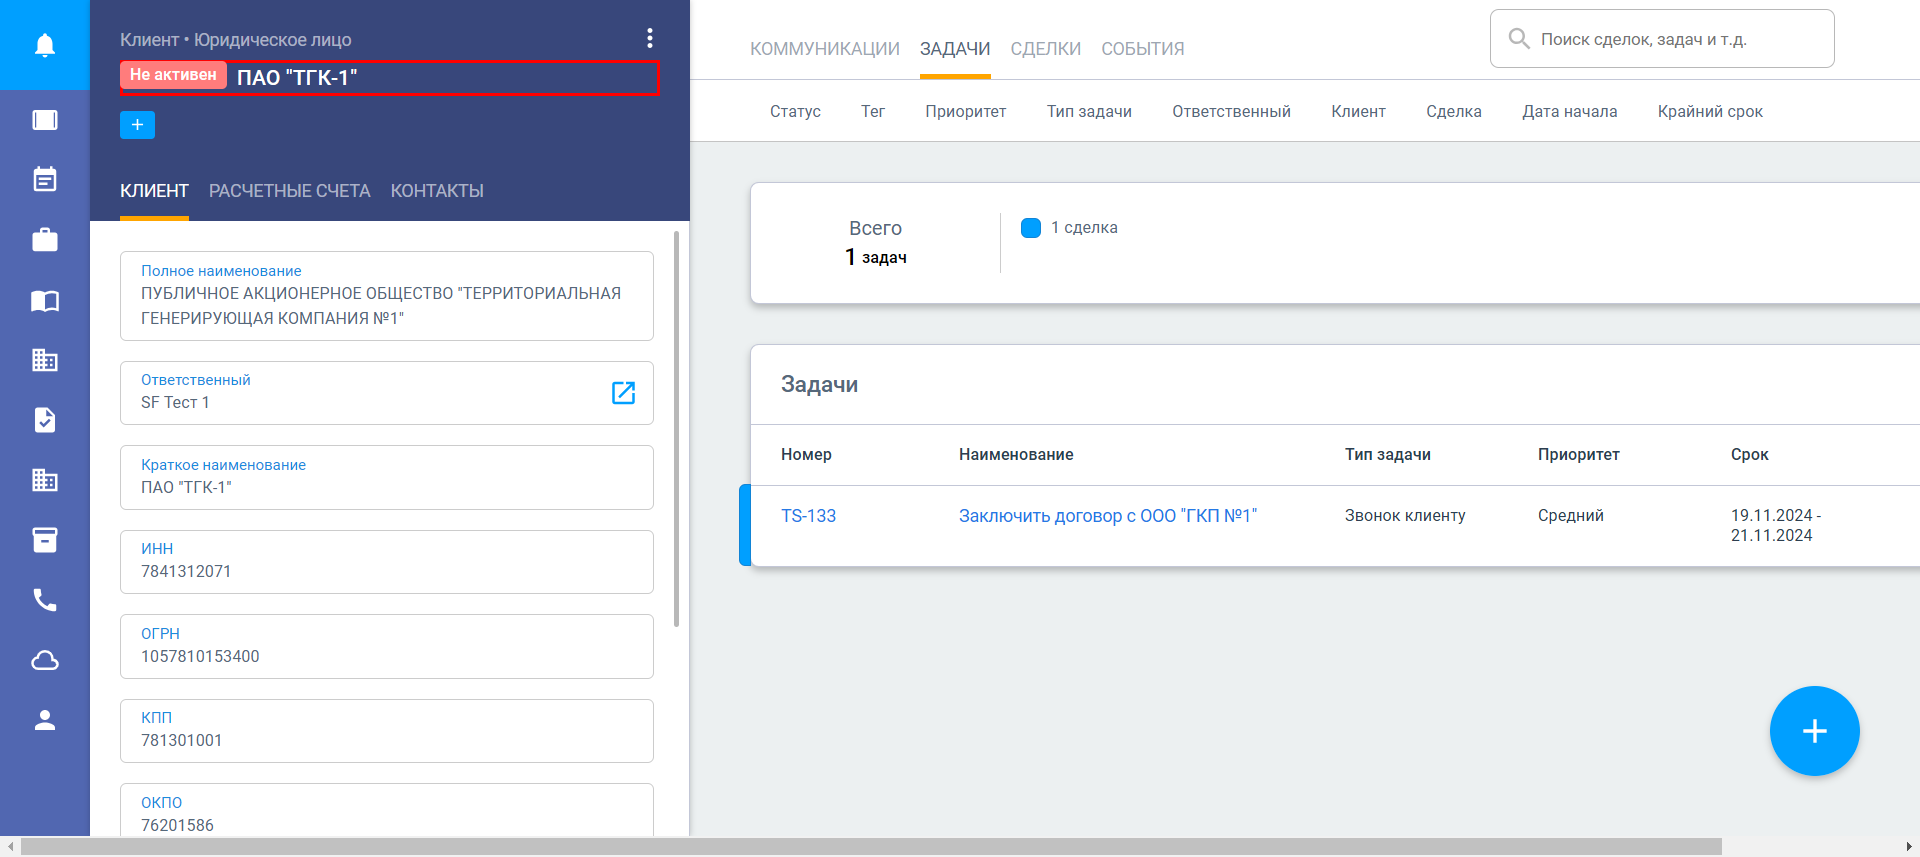 Клиент • Юридическое лицо
Не активен ПАО "ТГК-1"
КЛИЕНТ РАСЧЕТНЫЕ СЧЕТА КОНТАКТЫ
Полное наименование
ПУБЛИЧНОЕ АКЦИОНЕРНОЕ ОБЩЕСТВО "ТЕРРИТОРИАЛЬНАЯ
ГЕНЕРИРУЮЩАЯ КОМПАНИЯ №1"
Ответственный
SF Тест 1
Краткое наименование
ПАО "ТГК-1"
ИНН
7841312071
ОГРН
1057810153400
КПП
781301001
ОКПО
76201586
КОММУНИКАЦИИ ЗАДАЧИ СДЕЛКИ СОБЫТИЯ
Поиск сделок, задач и т.д.
Статус Тег Приоритет Тип задачи Ответственный Клиент Сделка Дата начала Крайний срок
Всего
1 задач
1 сделка
Задачи
Номер Наименование Тип задачи Приоритет Срок
TS-133 Заключить договор с ООО "ГКП №1" Звонок клиенту Средний 19.11.2024 -
21.11.2024